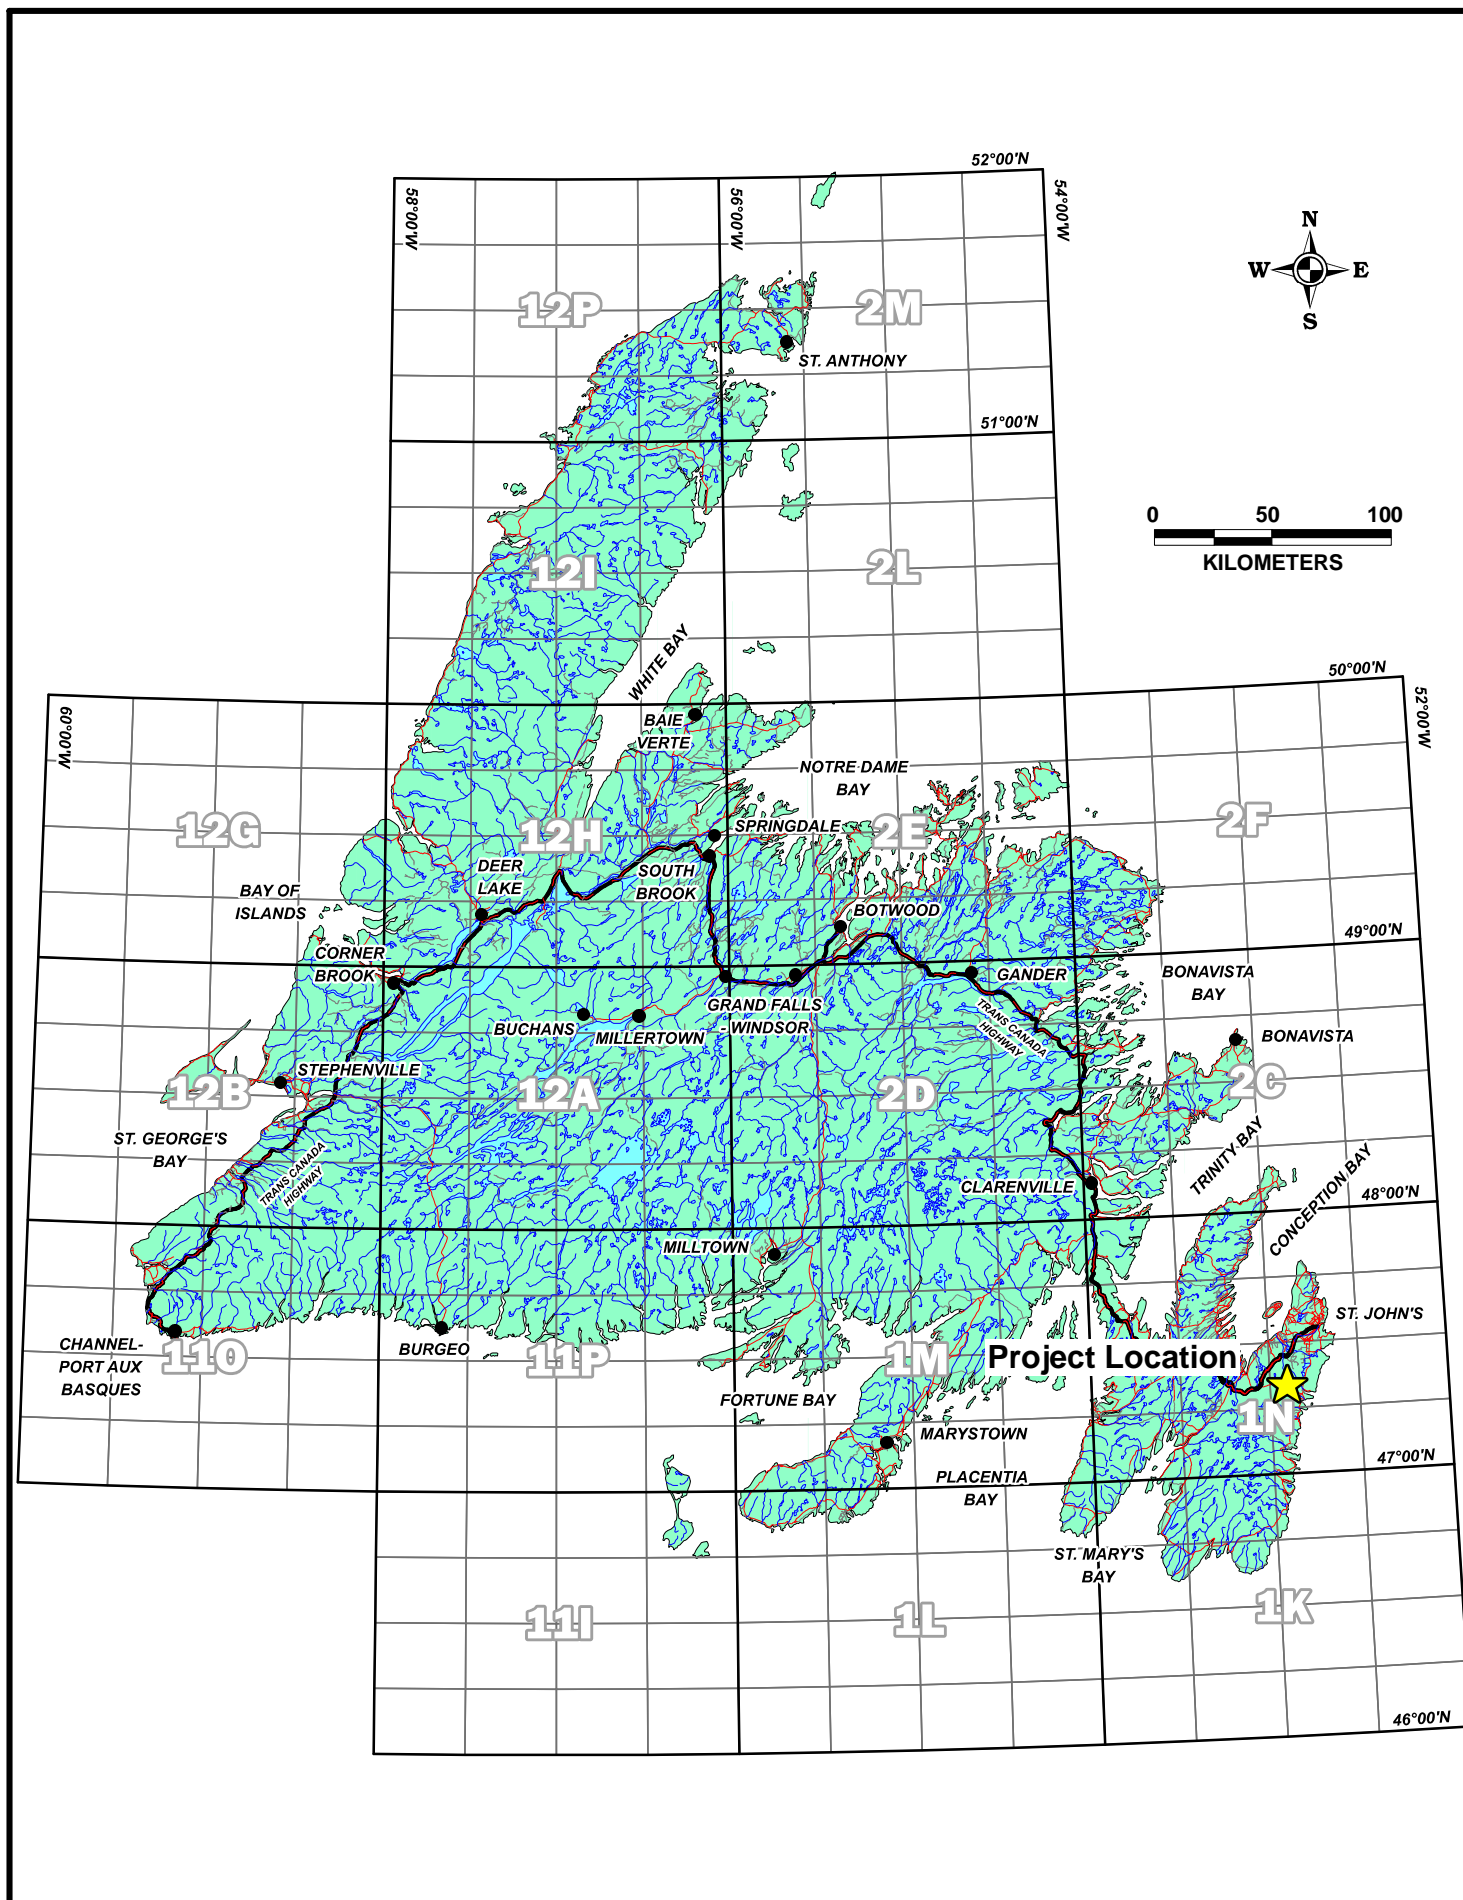 52°00'N
58°00'W
56°00'W
54°00'W
N
W
E
S
12P
2M
ST. ANTHONY
51°00'N
0
50
100
KILOMETERS
12I
2L
WHITE BAY
50°00'N
60°00'W
52°00'W
BAIE
VERTE
NOTRE DAME
BAY
12G
12H
SPRINGDALE
2E
2F
DEER
LAKE
SOUTH
BROOK
BAY OF
ISLANDS
BOTWOOD
49°00'N
CORNER
BROOK
GANDER
BONAVISTA
BAY
GRAND FALLS
- WINDSOR
BUCHANS
MILLERTOWN
TRANS CANADA
HIGHWAY
BONAVISTA
STEPHENVILLE
12B
12A
2D
2C
ST. GEORGE'S
BAY
TRANS CANADA
HIGHWAY
TRINITY BAY
CLARENVILLE
CONCEPTION BAY
48°00'N
MILLTOWN
ST. JOHN'S
CHANNEL-
PORT AUX
BASQUES
11O
BURGEO
11P
1M
Project Location
FORTUNE BAY
1N
MARYSTOWN
47°00'N
PLACENTIA
BAY
ST. MARY'S
BAY
11I
1L
1K
46°00'N